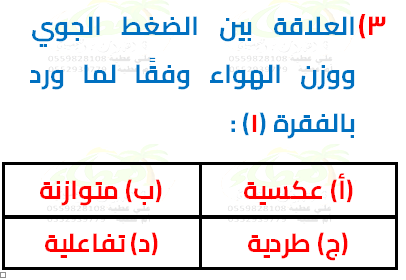 ٣) العلاقة بين الضغط الجوي
ووزن الهواء وفقًا لما ورد
بالفقرة (١) :
(أ) عكسية (ب) متوازنة
(ج) طردية (د) تفاعلية